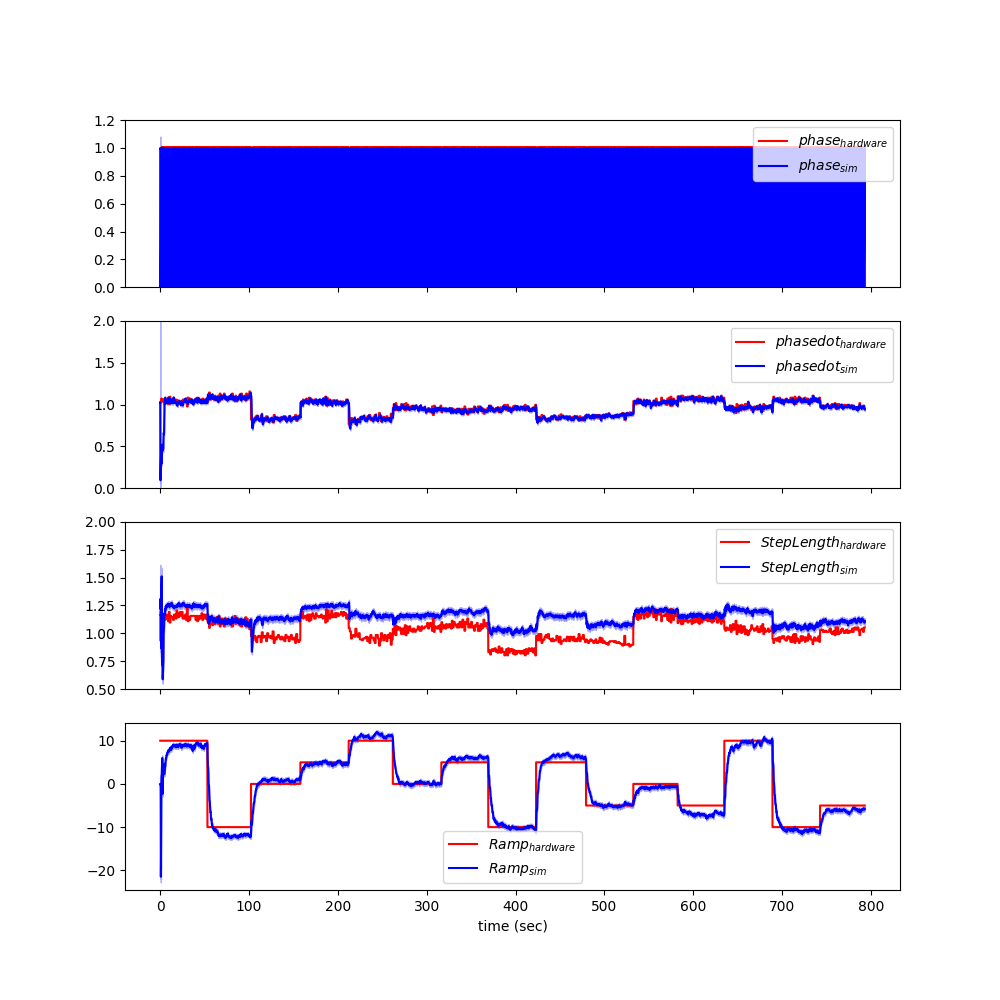 1.2
1.0
0.8
0.6
0.4
0.2
0.0
phase_hardware
phase_sim
2.0
1.5
1.0
0.5
0.0
phasedot_hardware
phasedot_sim
2.00
1.75
1.50
1.25
1.00
0.75
0.50
StepLength_hardware
StepLength_sim
10
0
−10
−20
Ramp_hardware
Ramp_sim
0 100 200 300 400 500 600 700 800
time (sec)